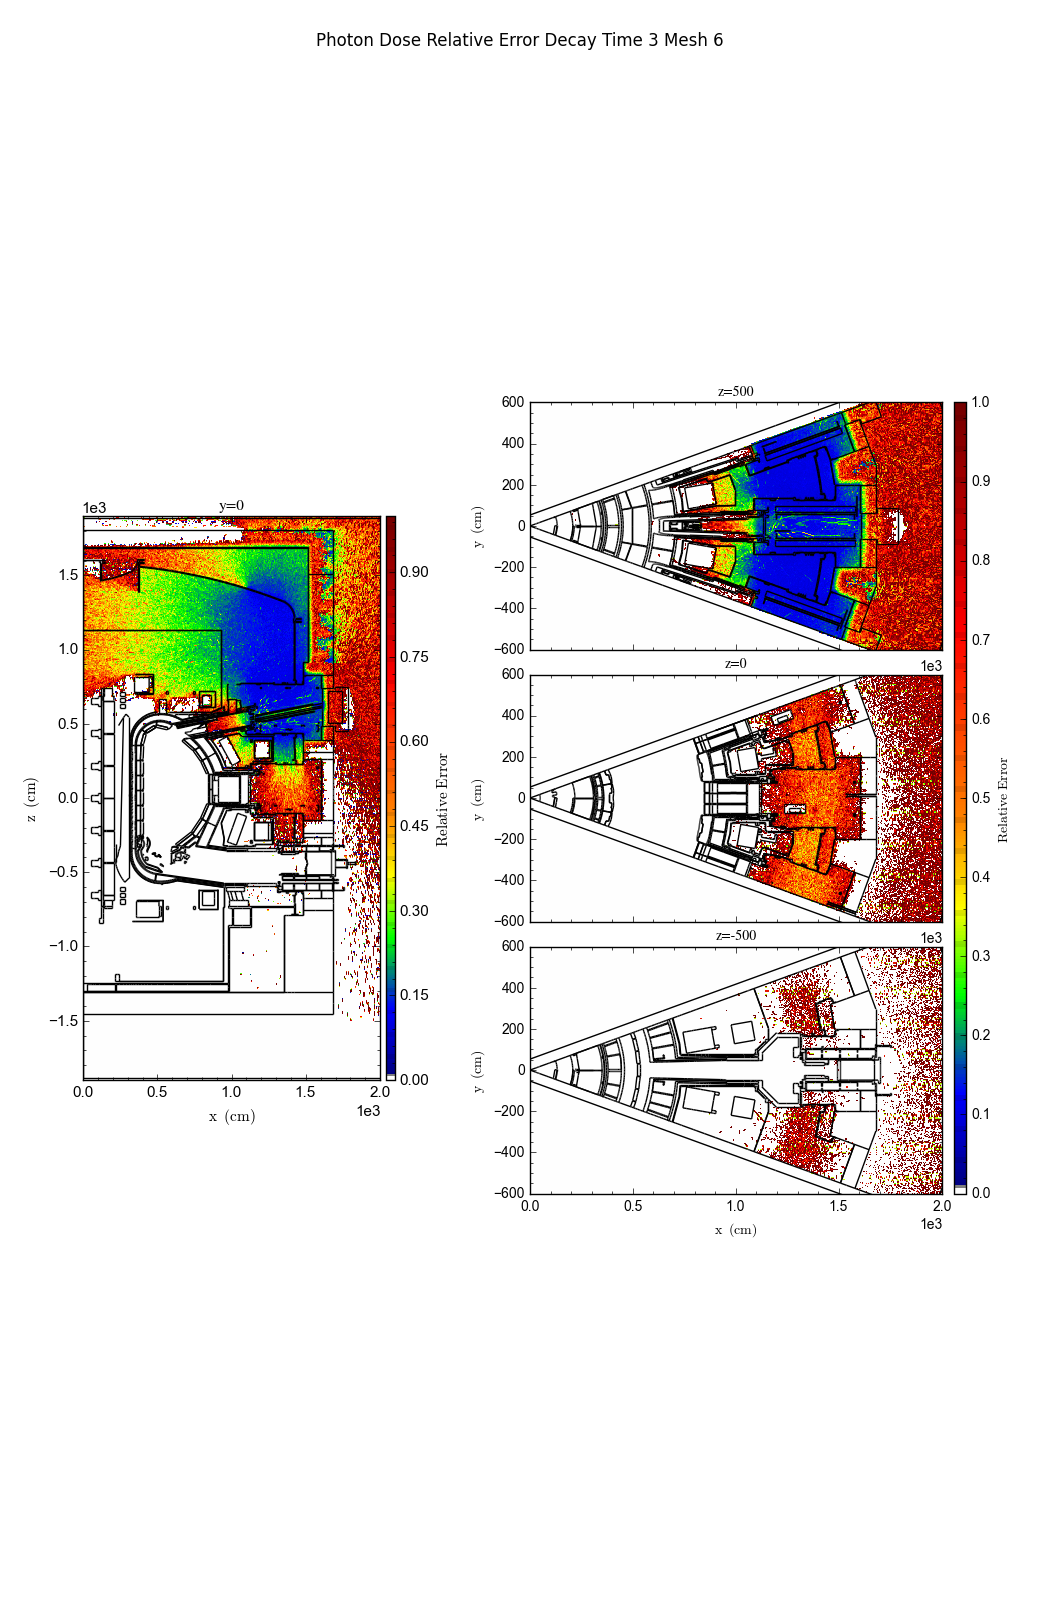 Photon Dose Relative Error Decay Time 3 Mesh 6
y=0
1e3
1.5
1.0
0.5
0.0
−0.5
−1.0
−1.5
z (cm)
0.0 0.5 1.0 1.5 2.0
1e3
x (cm)
0.90
0.75
0.60
0.45
0.30
0.15
0.00
Relative Error
z=500
600
400
200
0
−200
−400
−600
y (cm)
1e3
z=0
600
400
200
0
−200
−400
−600
y (cm)
1e3
z=-500
600
400
200
0
−200
−400
−600
y (cm)
0.0 0.5 1.0 1.5 2.0
1e3
x (cm)
1.0
0.9
0.8
0.7
0.6
0.5
0.4
0.3
0.2
0.1
0.0
Relative Error